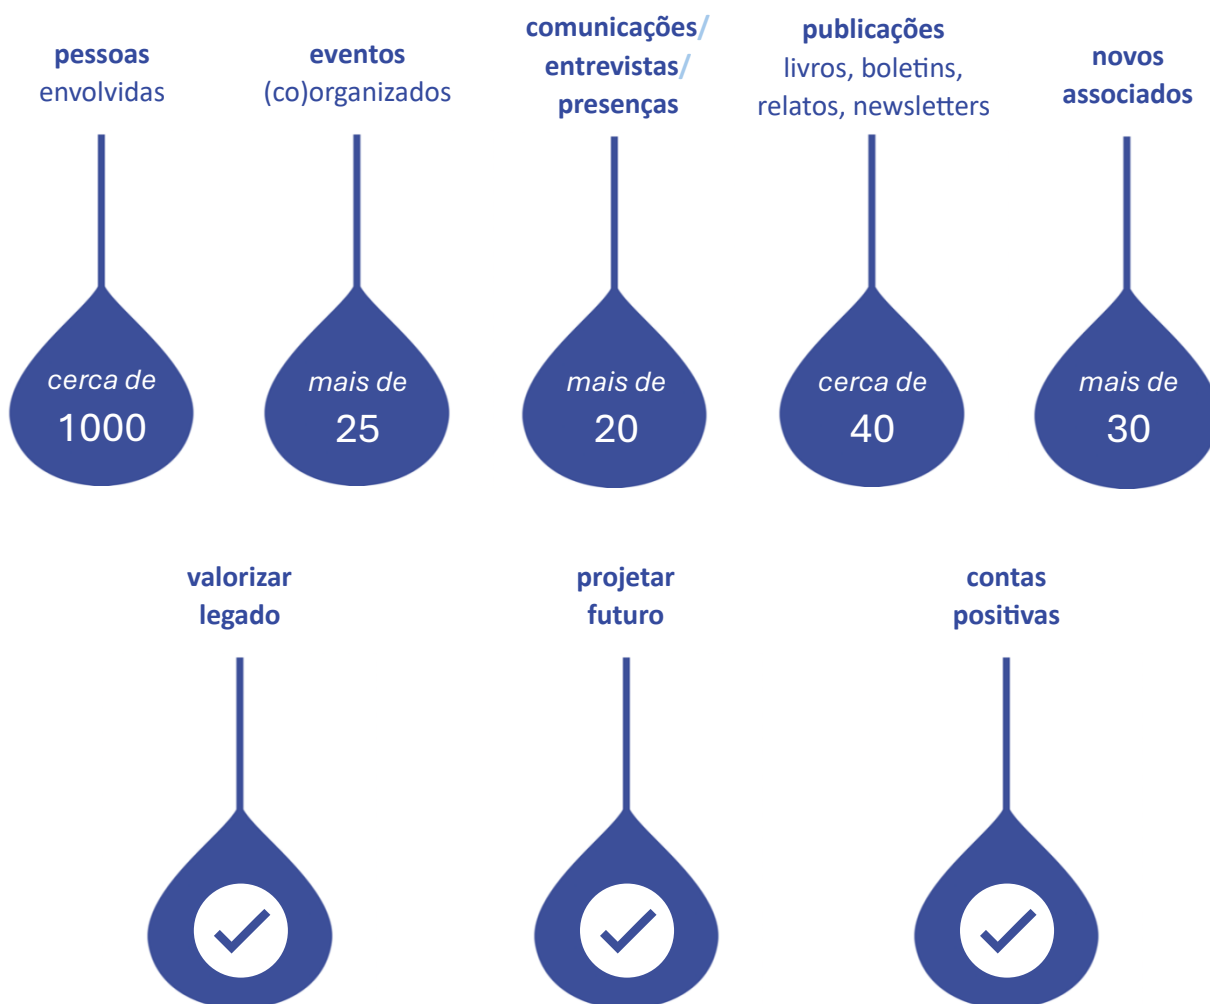 pessoas
envolvidas
cerca de
1000
eventos
(co)organizados
mais de
25
comunicações/
entrevistas/
presenças
mais de
20
publicações
livros, boletins,
relatos, newsletters
cerca de
40
novos
associados
mais de
30
valorizar
legado
projetar
futuro
contas
positivas